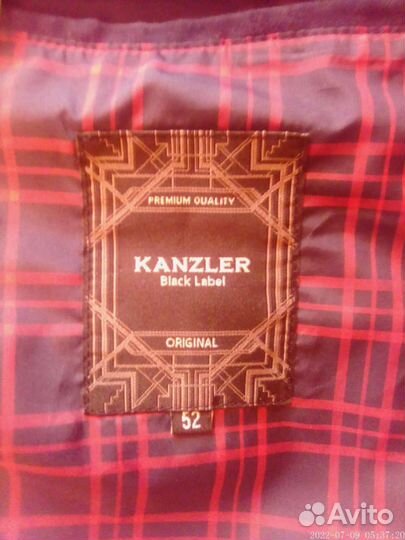 PREMIUM QUALITY
KANZLER
Black Label
ORIGINAL
52
Avito
2022-07-09 05:37:20